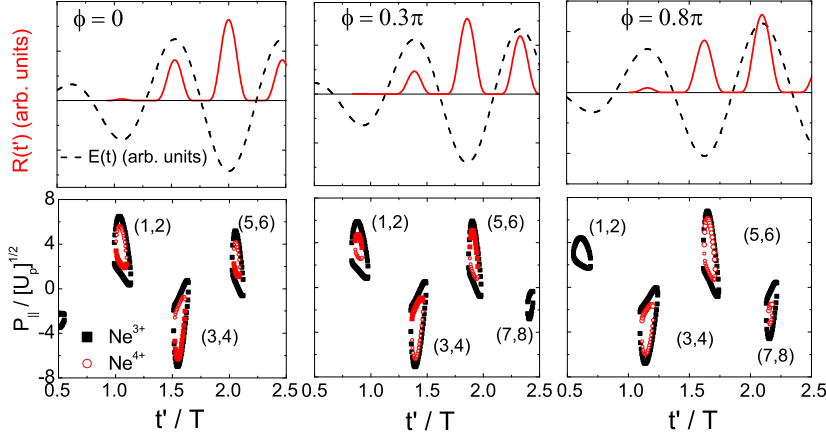 ϕ = 0
ϕ = 0.3π
ϕ = 0.8π
R(t') (arb. units)
E(t) (arb. units)
P|| / [Up]^1/2
8
4
0
-4
-8
(1,2)
(5,6)
(3,4)
Ne3+
Ne4+
(1,2)
(5,6)
(3,4)
(7,8)
(1,2)
(5,6)
(3,4)
(7,8)
0.5 1.0 1.5 2.0 2.5
0.5 1.0 1.5 2.0 2.5
0.5 1.0 1.5 2.0 2.5
t' / T
t' / T
t' / T